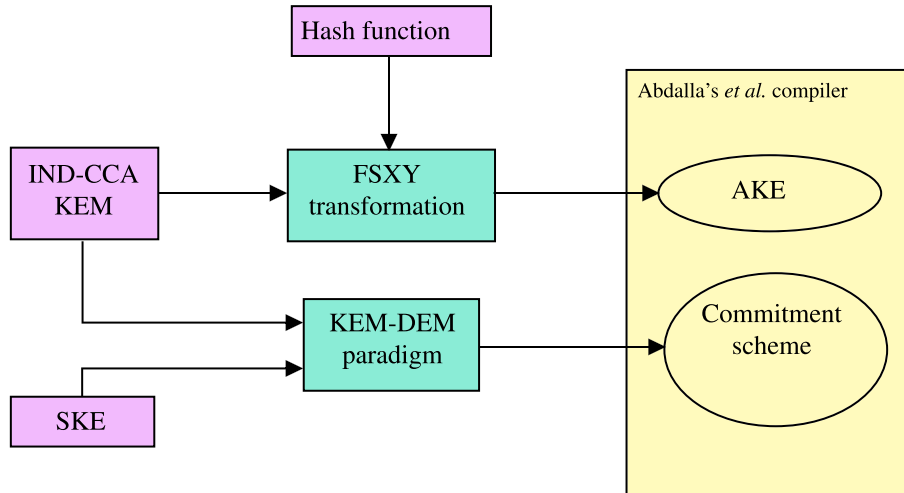 Hash function
Abdalla's et al. compiler
IND-CCA
KEM
FSXY
transformation
AKE
KEM-DEM
paradigm
Commitment
scheme
SKE